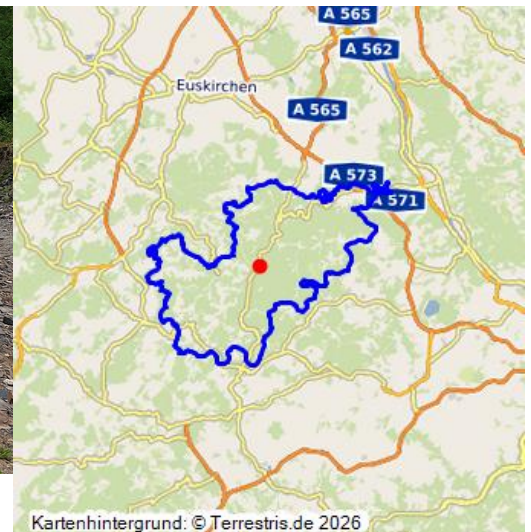 A 565
A 562
Euskirchen
A 565
A 573
A 571
Kartenhintergrund: © Terrestris.de 2026